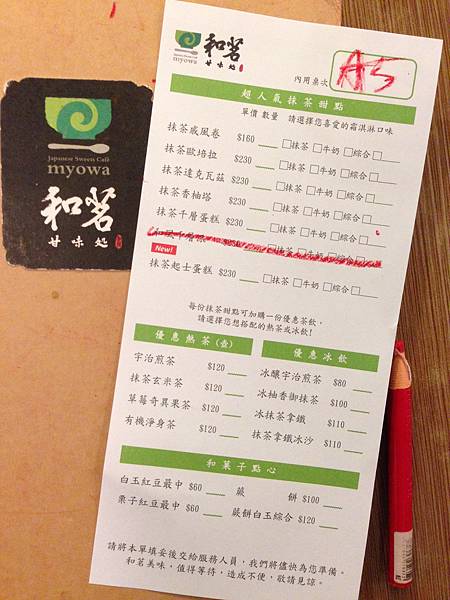 Japanese Sweets Café
myowa
和茗
甘味処
和茗
甘味処
myowa
內用桌次
A5
超人氣抹茶甜點
單價 數量 請選擇您喜愛的霜淇淋口味
抹茶戚風卷 $160 □抹茶 □牛奶 □綜合 □
抹茶歐培拉 $230 □抹茶 □牛奶 □綜合 □
抹茶達克瓦茲 $230 □抹茶 □牛奶 □綜合 □
抹茶香柚塔 $230 □抹茶 □牛奶 □綜合 □
抹茶千層蛋糕 $230 □抹茶 □牛奶 □綜合 □
□抹茶 □牛奶 □綜合 □
New!
抹茶起士蛋糕 $230 □抹茶 □牛奶 □綜合 □
每份抹茶甜點可加購一份優惠茶飲,
請選擇您想搭配的熱茶或冰飲!
優惠熱茶(壺)
宇治煎茶 $120
抹茶玄米茶 $120
草莓奇異果茶 $120
有機淨身茶 $120
優惠冰飲
冰釀宇治煎茶 $80
冰柚香御抹茶 $100
冰抹茶拿鐵 $110
抹茶拿鐵冰沙 $110
和菓子點心
白玉紅豆最中 $60 蕨餅 $100
栗子紅豆最中 $60 蕨餅白玉綜合 $120
請將本單填妥後交給服務人員，我們將儘快為您準備。
和茗美味，值得等待，造成不便，敬請見諒。